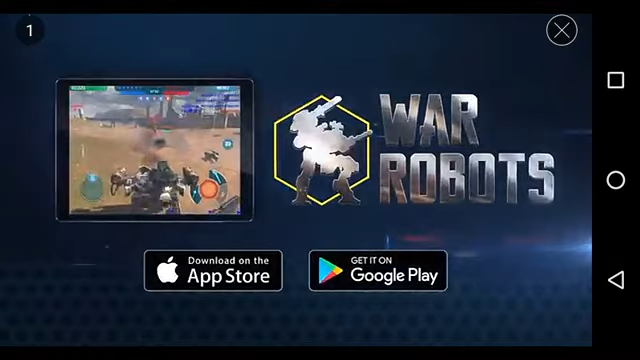 1
WAR
ROBOTS
Download on the
App Store
GET IT ON
Google Play